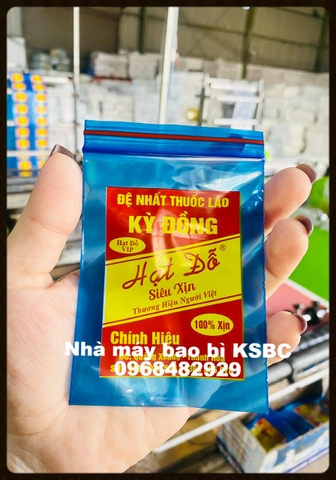 ĐỆ NHẤT THUỐC LÀO
KỲ ĐỒNG
Hạt Đỗ
VIP
Hạt Đỗ ®
Siêu Xịn
Thương Hiệu Người Việt
100% Xịn
Chính Hiệu
Nhà máy bao bì KSBC
0968482929